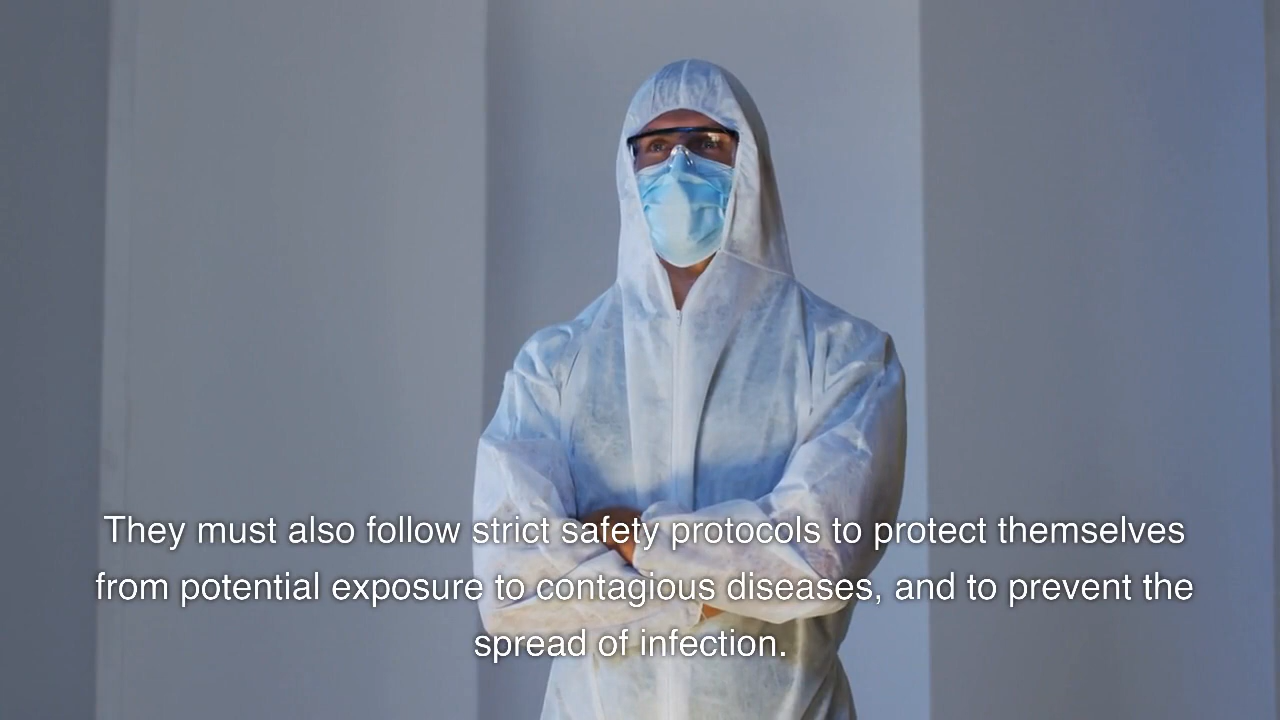 They must also follow strict safety protocols to protect themselves
from potential exposure to contagious diseases, and to prevent the
spread of infection.